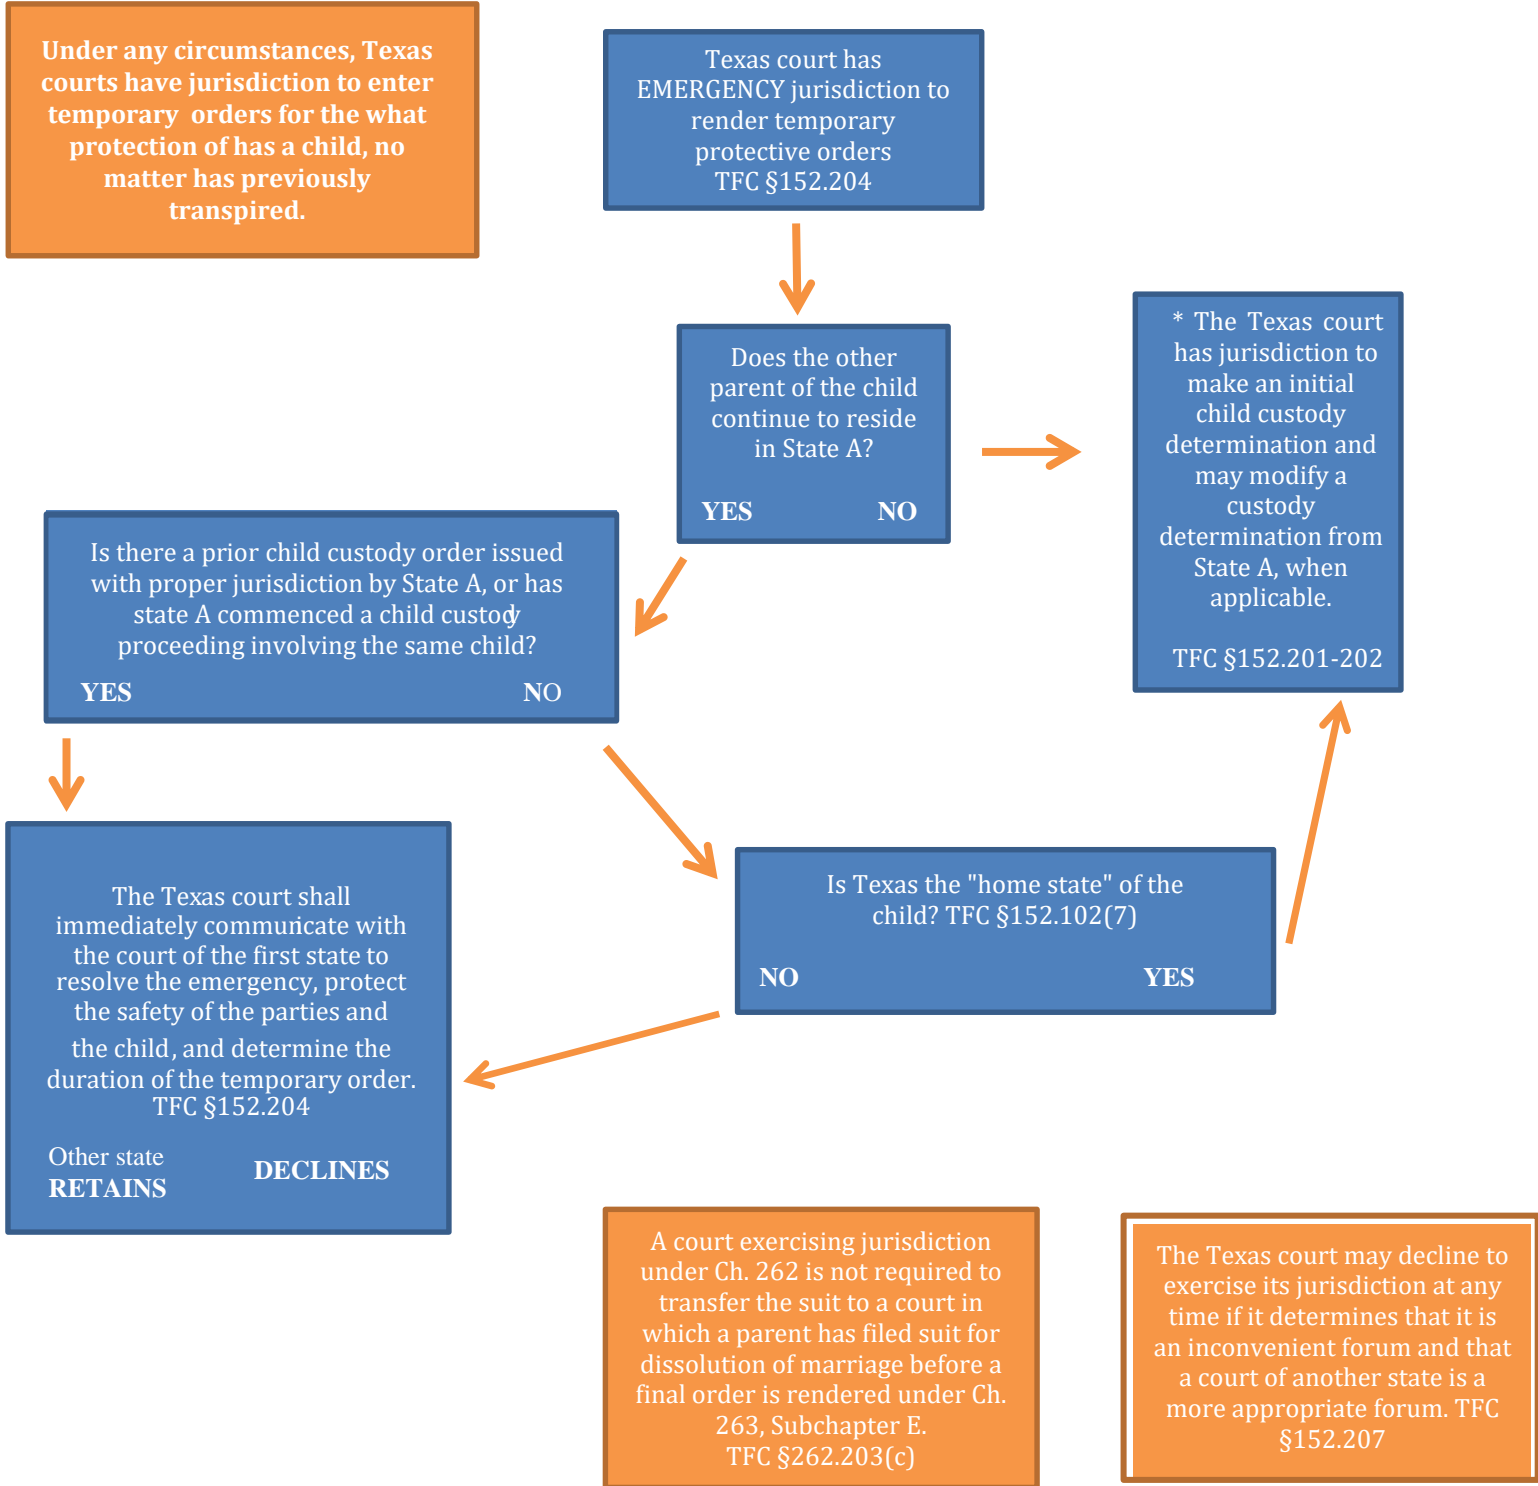 Under any circumstances, Texas
courts have jurisdiction to enter
temporary orders for the what
protection of has a child, no
matter has previously
transpired.
Texas court has
EMERGENCY jurisdiction to
render temporary
protective orders
TFC §152.204
Does the other
parent of the child
continue to reside
in State A?
YES NO
* The Texas court
has jurisdiction to
make an initial
child custody
determination and
may modify a
custody
determination from
State A, when
applicable.
TFC §152.201-202
Is there a prior child custody order issued
with proper jurisdiction by State A, or has
state A commenced a child custody
proceeding involving the same child?
YES NO
The Texas court shall
immediately communicate with
the court of the first state to
resolve the emergency, protect
the safety of the parties and
the child, and determine the
duration of the temporary order.
TFC §152.204
Other state
RETAINS DECLINES
Is Texas the "home state" of the
child? TFC §152.102(7)
NO YES
A court exercising jurisdiction
under Ch. 262 is not required to
transfer the suit to a court in
which a parent has filed suit for
dissolution of marriage before a
final order is rendered under Ch.
263, Subchapter E.
TFC §262.203(c)
The Texas court may decline to
exercise its jurisdiction at any
time if it determines that it is
an inconvenient forum and that
a court of another state is a
more appropriate forum. TFC
§152.207